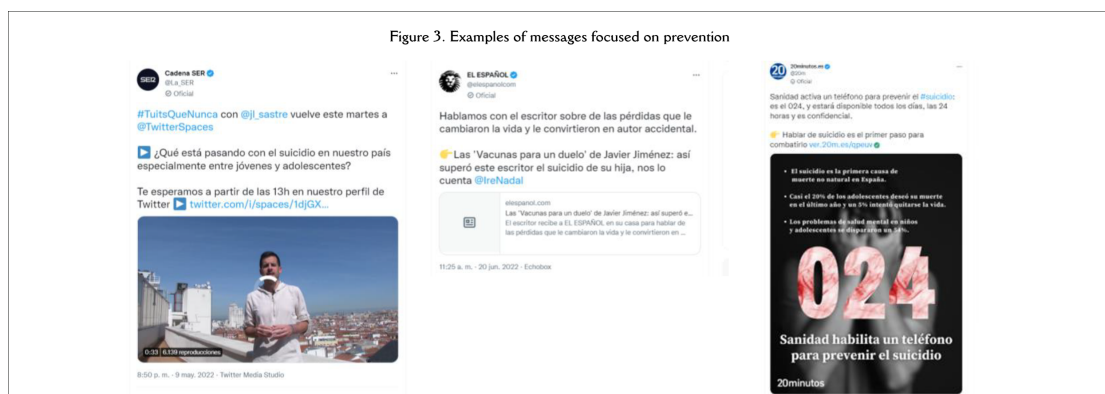 Figure 3. Examples of messages focused on prevention
SER
Cadena SER
@La_SER
Oficial
#TuitsQueNunca con @jl_sastre vuelve este martes a
@TwitterSpaces
¿Qué está pasando con el suicidio en nuestro país
especialmente entre jóvenes y adolescentes?
Te esperamos a partir de las 13h en nuestro perfil de
Twitter twitter.com/i/spaces/1djGX...
0:33 6.139 reproducciones
8:50 p. m. · 9 may. 2022 · Twitter Media Studio
EL ESPAÑOL
@elespanolcom
Oficial
Hablamos con el escritor sobre de las pérdidas que le
cambiaron la vida y le convirtieron en autor accidental.
Las 'Vacunas para un duelo' de Javier Jiménez: así
superó este escritor el suicidio de su hija, nos lo
cuenta @IreNadal
elespanol.com
Las 'Vacunas para un duelo' de Javier Jiménez: así superó e...
El escritor recibe a EL ESPAÑOL en su casa para hablar de
las pérdidas que le cambiaron la vida y le convirtieron en ...
11:25 a. m. · 20 jun. 2022 · Echobox
20
20minutos.es
@20m
Oficial
Sanidad activa un teléfono para prevenir el #suicidio:
es el 024, y estará disponible todos los días, las 24
horas y es confidencial.
Hablar de suicidio es el primer paso para
combatirlo ver.20m.es/qpeuv
• El suicidio es la primera causa de
muerte no natural en España.
• Casi el 20% de los adolescentes deseó su muerte
en el último año y un 5% intentó quitarse la vida.
• Los problemas de salud mental en niños
y adolescentes se dispararon un 54%.
024
Sanidad habilita un teléfono
para prevenir el suicidio
20minutos